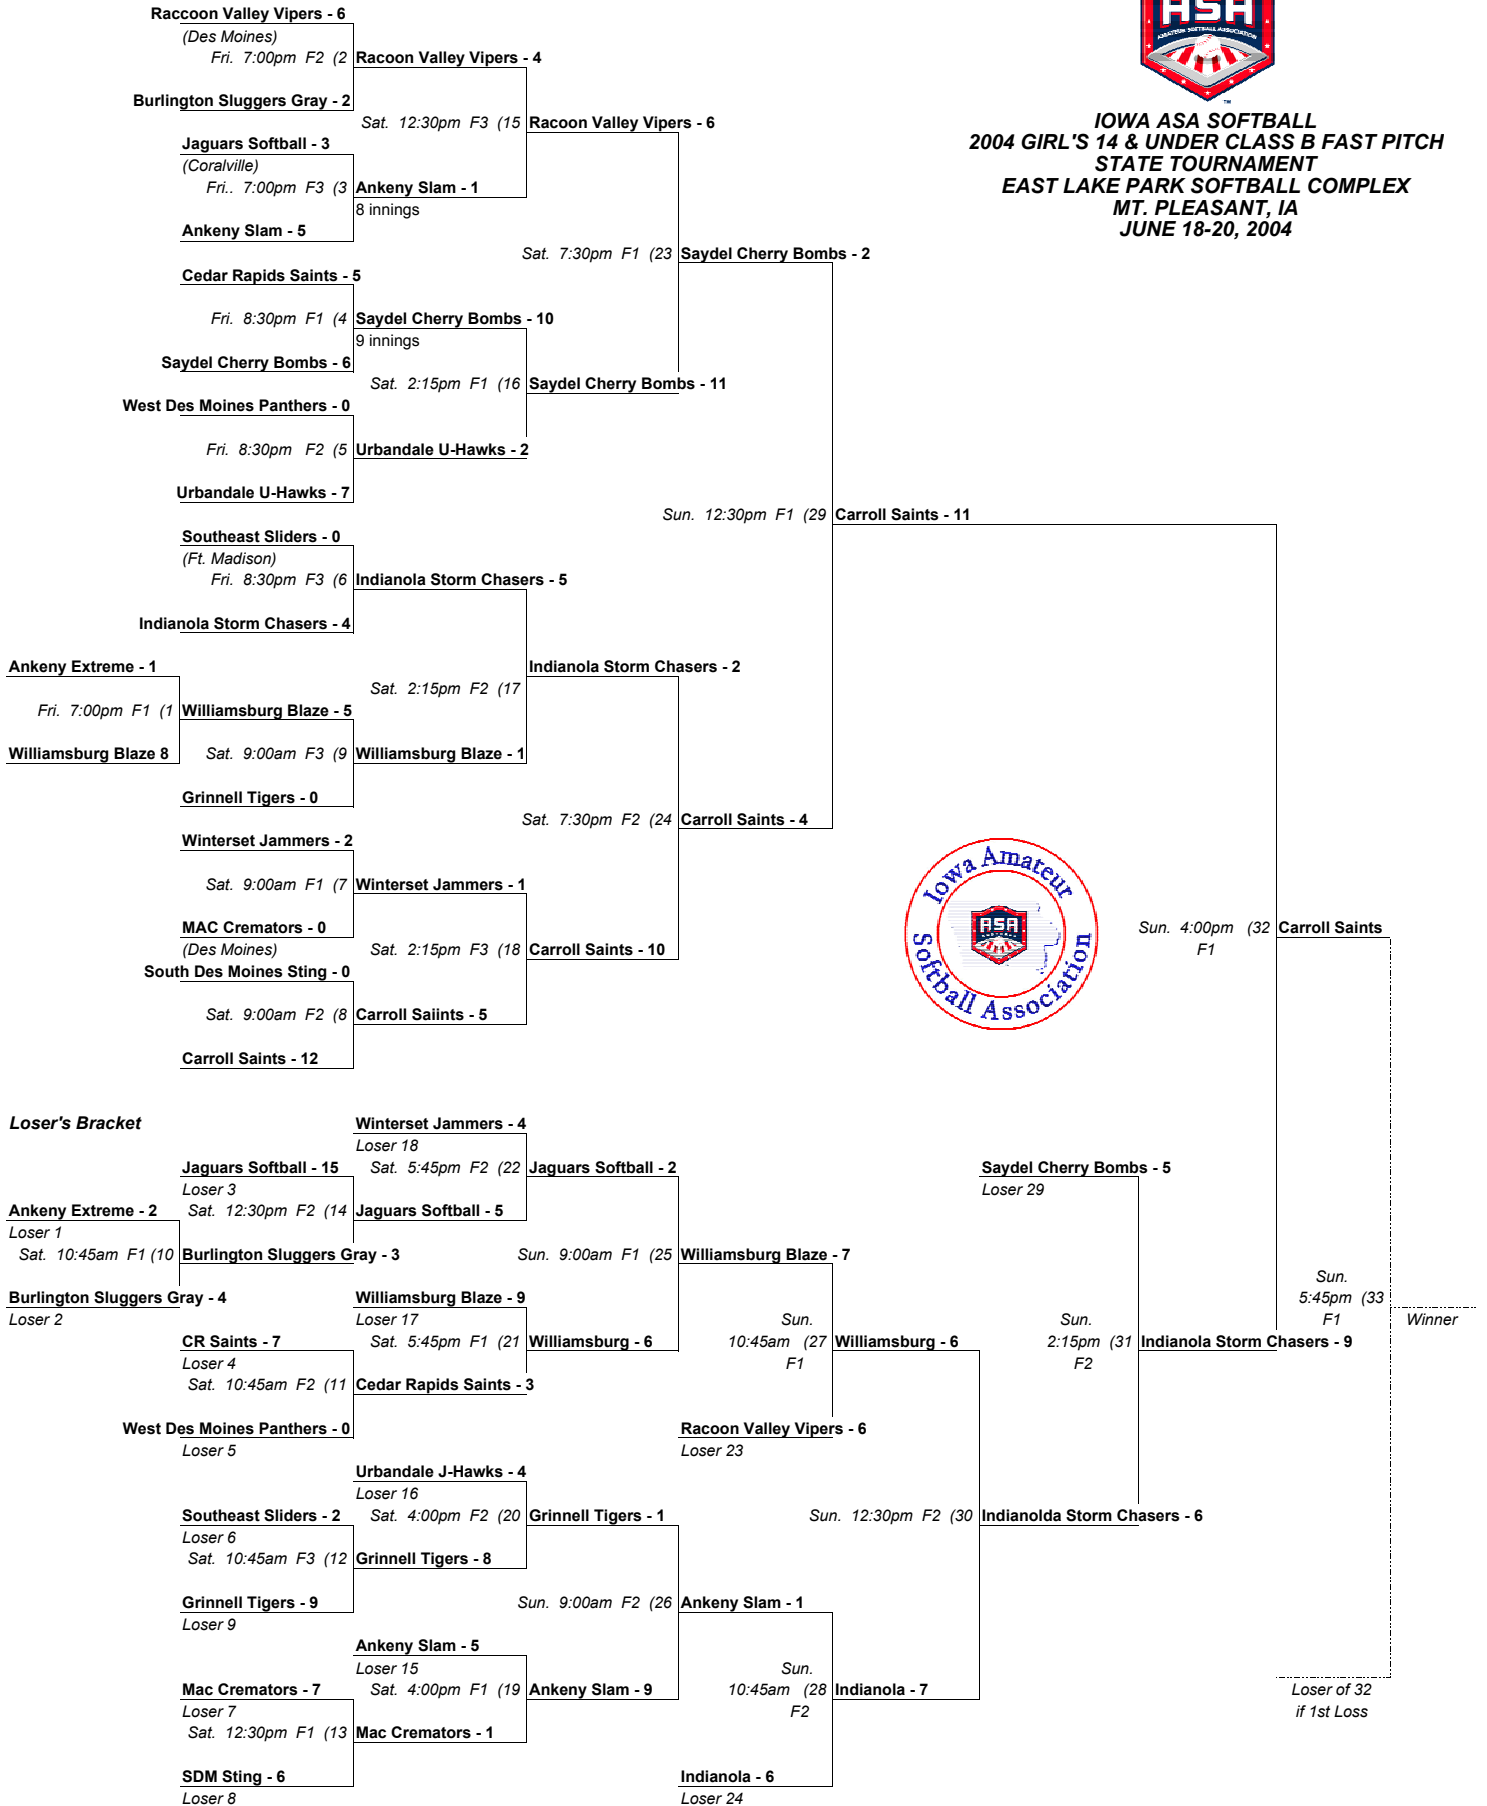 Raccoon Valley Vipers - 6
(Des Moines)
Fri. 7:00pm F2 (2
Racoon Valley Vipers - 4
Burlington Sluggers Gray - 2
Sat. 12:30pm F3 (15
Racoon Valley Vipers - 6
Jaguars Softball - 3
(Coralville)
Fri.. 7:00pm F3 (3
Ankeny Slam - 1
8 innings
Ankeny Slam - 5
Sat. 7:30pm F1 (23
Saydel Cherry Bombs - 2
Cedar Rapids Saints - 5
Fri. 8:30pm F1 (4
Saydel Cherry Bombs - 10
9 innings
Saydel Cherry Bombs - 6
Sat. 2:15pm F1 (16
Saydel Cherry Bombs - 11
West Des Moines Panthers - 0
Fri. 8:30pm F2 (5
Urbandale U-Hawks - 2
Urbandale U-Hawks - 7
Sun. 12:30pm F1 (29
Carroll Saints - 11
Southeast Sliders - 0
(Ft. Madison)
Fri. 8:30pm F3 (6
Indianola Storm Chasers - 5
Indianola Storm Chasers - 4
Ankeny Extreme - 1
Indianola Storm Chasers - 2
Sat. 2:15pm F2 (17
Fri. 7:00pm F1 (1
Williamsburg Blaze - 5
Williamsburg Blaze 8
Sat. 9:00am F3 (9
Williamsburg Blaze - 1
Grinnell Tigers - 0
Sat. 7:30pm F2 (24
Carroll Saints - 4
Winterset Jammers - 2
Sat. 9:00am F1 (7
Winterset Jammers - 1
MAC Cremators - 0
(Des Moines)
Sat. 2:15pm F3 (18
Carroll Saints - 10
South Des Moines Sting - 0
Sat. 9:00am F2 (8
Carroll Saiints - 5
Carroll Saints - 12
ASA
AMATEUR SOFTBALL ASSOCIATION
TM
IOWA ASA SOFTBALL
2004 GIRL'S 14 & UNDER CLASS B FAST PITCH
STATE TOURNAMENT
EAST LAKE PARK SOFTBALL COMPLEX
MT. PLEASANT, IA
JUNE 18-20, 2004
Iowa Amateur
ASA
Softball Association
Sun. 4:00pm (32
F1
Carroll Saints
Loser's Bracket
Winterset Jammers - 4
Loser 18
Jaguars Softball - 15
Loser 3
Sat. 5:45pm F2 (22
Jaguars Softball - 2
Saydel Cherry Bombs - 5
Loser 29
Ankeny Extreme - 2
Loser 1
Sat. 12:30pm F2 (14
Jaguars Softball - 5
Sat. 10:45am F1 (10
Burlington Sluggers Gray - 3
Sun. 9:00am F1 (25
Williamsburg Blaze - 7
Burlington Sluggers Gray - 4
Loser 2
Williamsburg Blaze - 9
Loser 17
CR Saints - 7
Loser 4
Sat. 5:45pm F1 (21
Williamsburg - 6
Sun.
10:45am (27
F1
Williamsburg - 6
Sun.
2:15pm (31
F2
Indianola Storm Chasers - 9
Sun.
5:45pm (33
F1
Winner
Sat. 10:45am F2 (11
Cedar Rapids Saints - 3
West Des Moines Panthers - 0
Loser 5
Racoon Valley Vipers - 6
Loser 23
Urbandale J-Hawks - 4
Loser 16
Southeast Sliders - 2
Loser 6
Sat. 4:00pm F2 (20
Grinnell Tigers - 1
Sun. 12:30pm F2 (30
Indianolda Storm Chasers - 6
Sat. 10:45am F3 (12
Grinnell Tigers - 8
Grinnell Tigers - 9
Loser 9
Sun. 9:00am F2 (26
Ankeny Slam - 1
Ankeny Slam - 5
Loser 15
Mac Cremators - 7
Loser 7
Sat. 4:00pm F1 (19
Ankeny Slam - 9
Sun.
10:45am (28
F2
Indianola - 7
Loser of 32
if 1st Loss
Sat. 12:30pm F1 (13
Mac Cremators - 1
SDM Sting - 6
Loser 8
Indianola - 6
Loser 24